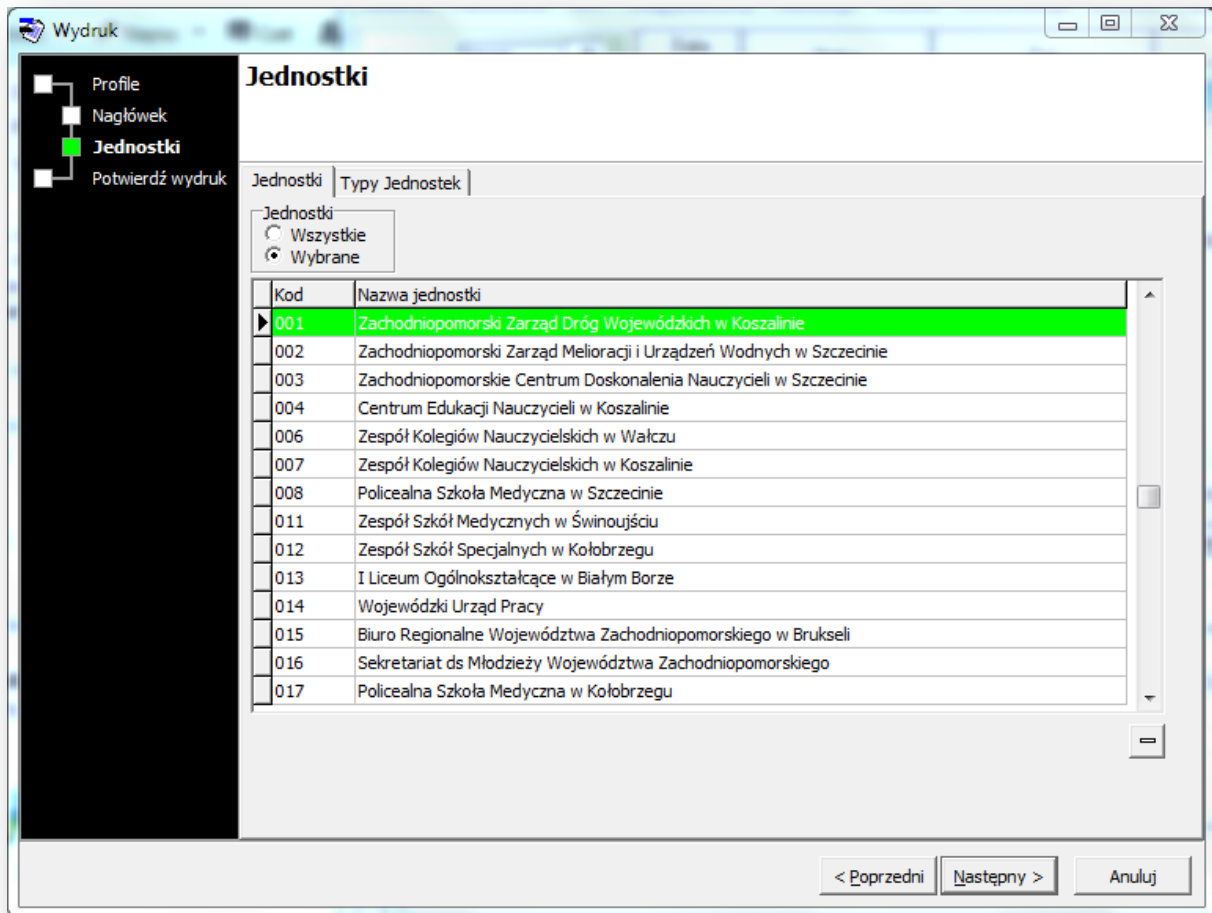 Wydruk
Profile
Nagłówek
Jednostki
Potwierdź wydruk
Jednostki
Jednostki
Typy Jednostek
Jednostki
Wszystkie
Wybrane
Kod Nazwa jednostki
001 Zachodniopomorski Zarząd Dróg Wojewódzkich w Koszalinie
002 Zachodniopomorski Zarząd Melioracji i Urządzeń Wodnych w Szczecinie
003 Zachodniopomorskie Centrum Doskonalenia Nauczycieli w Szczecinie
004 Centrum Edukacji Nauczycieli w Koszalinie
006 Zespół Kolegiów Nauczycielskich w Wałczu
007 Zespół Kolegiów Nauczycielskich w Koszalinie
008 Policealna Szkoła Medyczna w Szczecinie
011 Zespół Szkół Medycznych w Świnoujściu
012 Zespół Szkół Specjalnych w Kołobrzegu
013 I Liceum Ogólnokształcące w Białym Borze
014 Wojewódzki Urząd Pracy
015 Biuro Regionalne Województwa Zachodniopomorskiego w Brukseli
016 Sekretariat ds Młodzieży Województwa Zachodniopomorskiego
017 Policealna Szkoła Medyczna w Kołobrzegu
< Poprzedni
Następny >
Anuluj